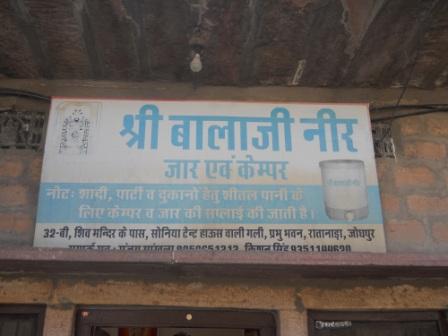 श्री बालाजी नीर
जार एवं केम्पर
नोटः शादी, पार्टी व दुकानो हेतु शीतल पानी के
लिए केम्पर व जार की सप्लाई की जाती है।
32-बी, शिव मन्दिर के पास, सोनिया टेन्ट हाऊस वाली गली, प्रभु भवन, रातानाड़ा, जोधपुर